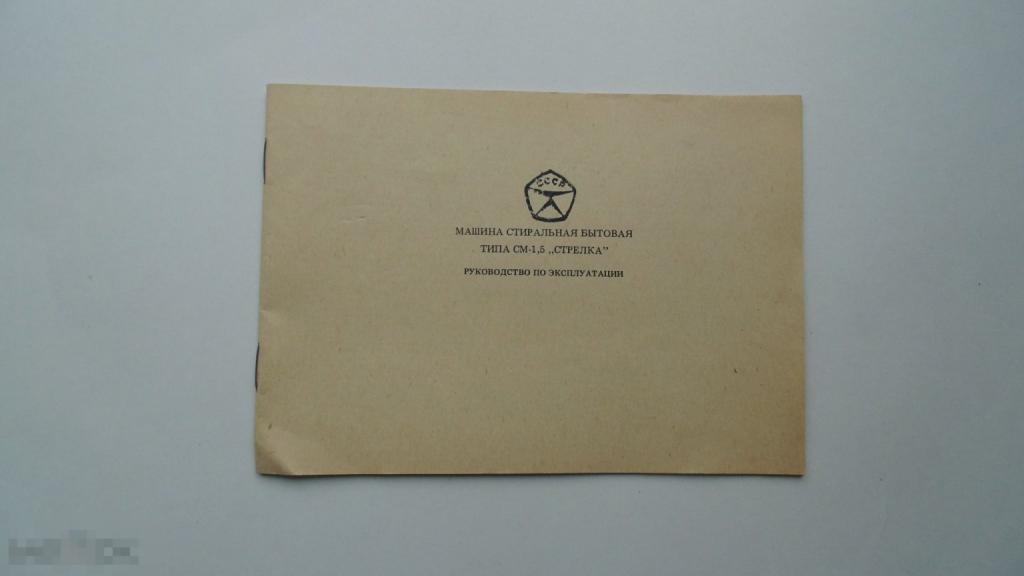 СССР
МАШИНА СТИРАЛЬНАЯ БЫТОВАЯ
ТИПА СМ-1,5 „СТРЕЛКА”
РУКОВОДСТВО ПО ЭКСПЛУАТАЦИИ